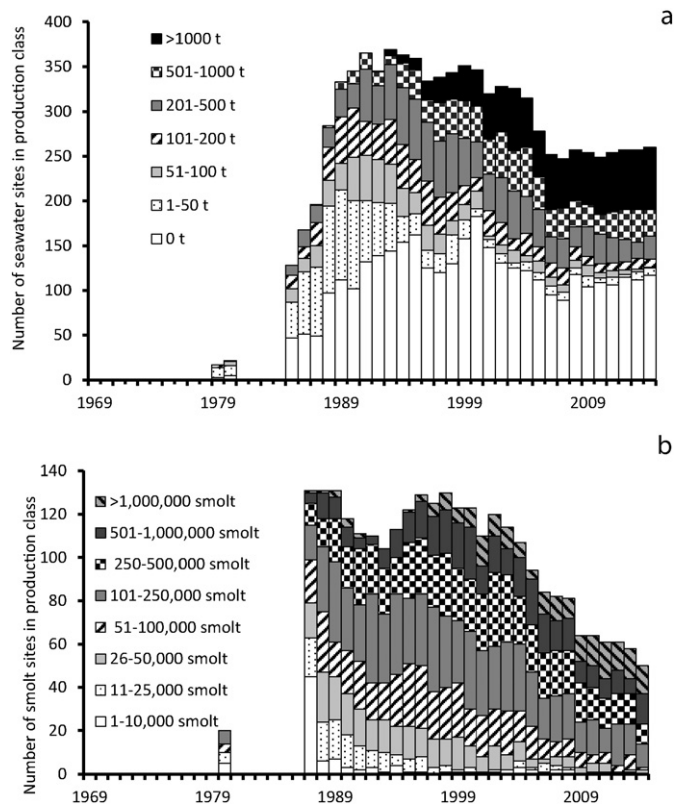 a
400
350
300
250
200
150
100
50
0
Number of seawater sites in production class
>1000 t
501-1000 t
201-500 t
101-200 t
51-100 t
1-50 t
0 t
1969
1979
1989
1999
2009
b
140
120
100
80
60
40
20
0
Number of smolt sites in production class
>1,000,000 smolt
501-1,000,000 smolt
250-500,000 smolt
101-250,000 smolt
51-100,000 smolt
26-50,000 smolt
11-25,000 smolt
1-10,000 smolt
1969
1979
1989
1999
2009